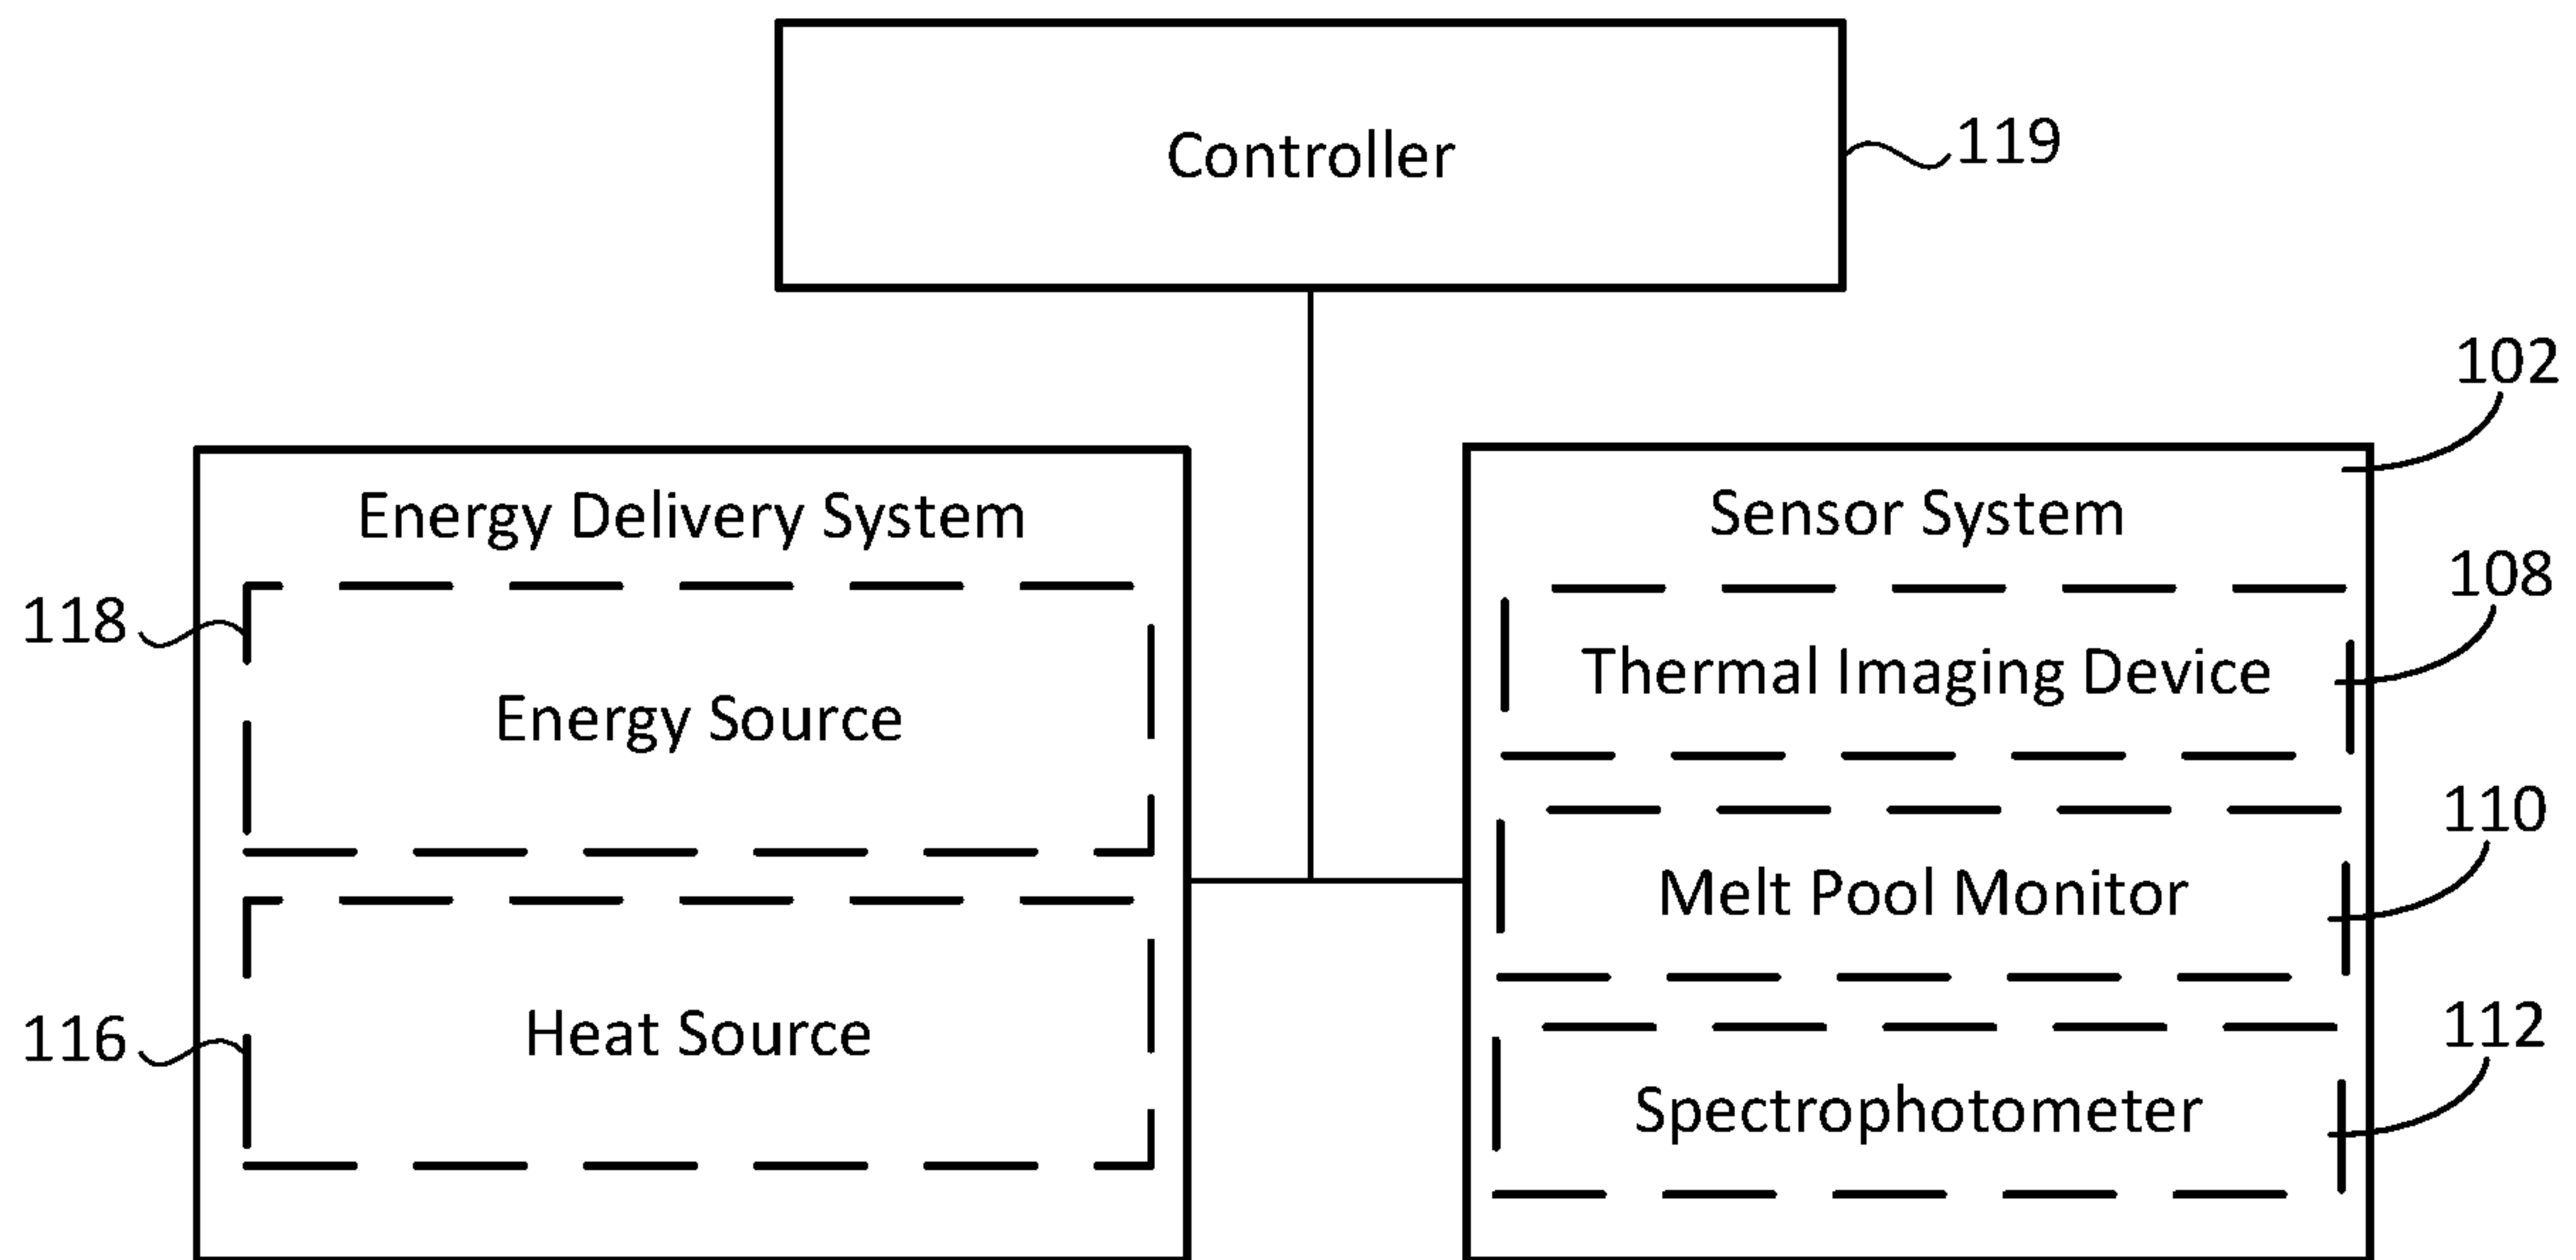 Controller
119
102
Energy Delivery System
118
Energy Source
116
Heat Source
Sensor System
108
Thermal Imaging Device
110
Melt Pool Monitor
112
Spectrophotometer